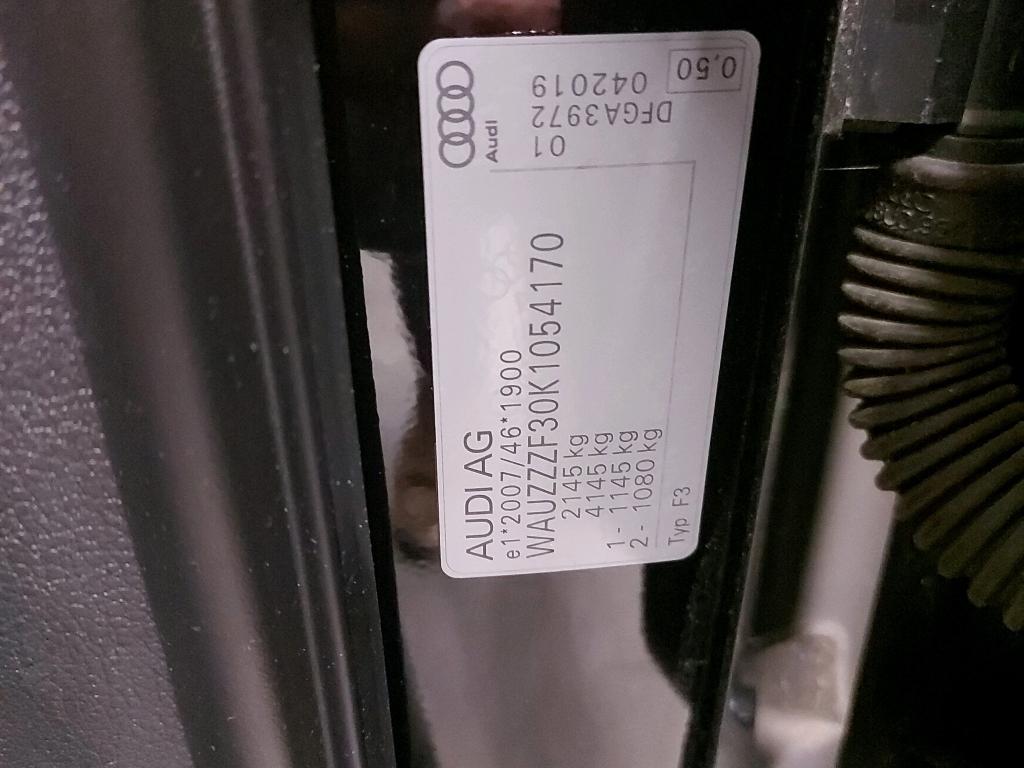 AUDI AG
e1*2007/46*1900
WAUZZZF30K1054170
2145 kg
4145 kg
1- 1145 kg
2- 1080 kg
Typ F3
Audi
01
DFGA3972
042019
0,50